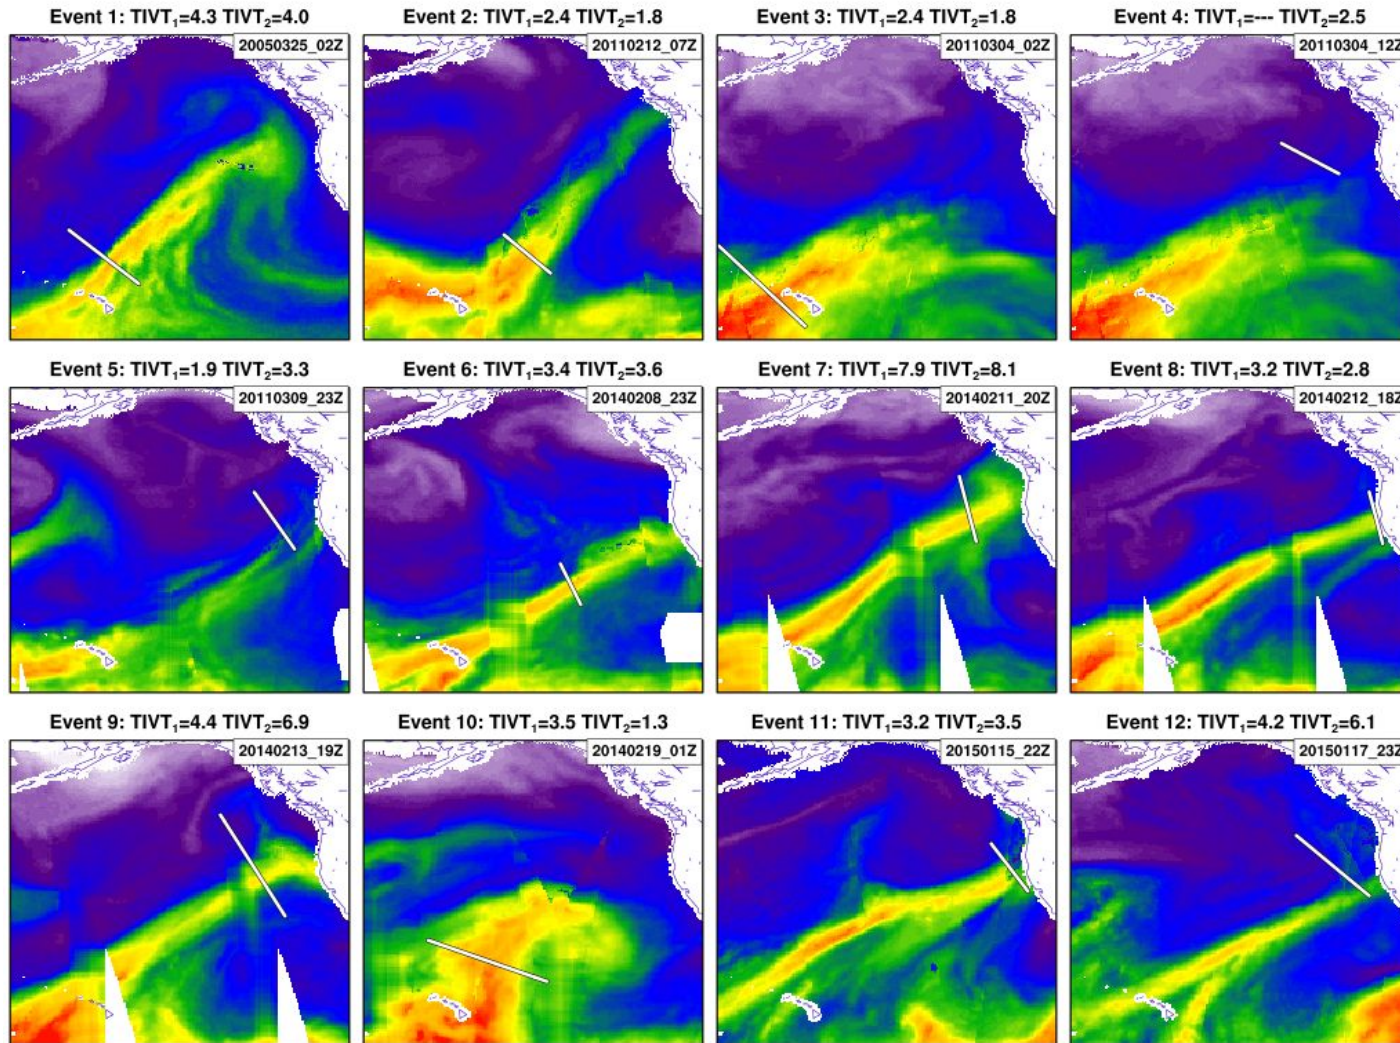 Event 1: TIVT₁=4.3 TIVT₂=4.0
20050325_02Z
Event 2: TIVT₁=2.4 TIVT₂=1.8
20110212_07Z
Event 3: TIVT₁=2.4 TIVT₂=1.8
20110304_02Z
Event 4: TIVT₁=--- TIVT₂=2.5
20110304_12Z
Event 5: TIVT₁=1.9 TIVT₂=3.3
20110309_23Z
Event 6: TIVT₁=3.4 TIVT₂=3.6
20140208_23Z
Event 7: TIVT₁=7.9 TIVT₂=8.1
20140211_20Z
Event 8: TIVT₁=3.2 TIVT₂=2.8
20140212_18Z
Event 9: TIVT₁=4.4 TIVT₂=6.9
20140213_19Z
Event 10: TIVT₁=3.5 TIVT₂=1.3
20140219_01Z
Event 11: TIVT₁=3.2 TIVT₂=3.5
20150115_22Z
Event 12: TIVT₁=4.2 TIVT₂=6.1
20150117_23Z